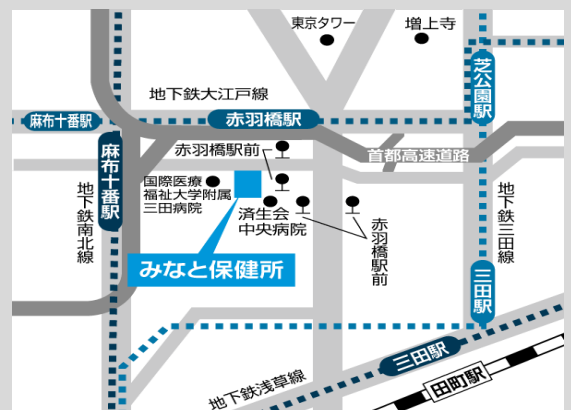 東京タワー
増上寺
芝公園駅
地下鉄大江戸線
麻布十番駅
赤羽橋駅
麻布十番駅
赤羽橋駅前
首都高速道路
国際医療
福祉大学附属
三田病院
済生会
中央病院
赤羽橋駅前
地下鉄南北線
地下鉄三田線
みなと保健所
三田駅
三田駅
田町駅
地下鉄浅草線